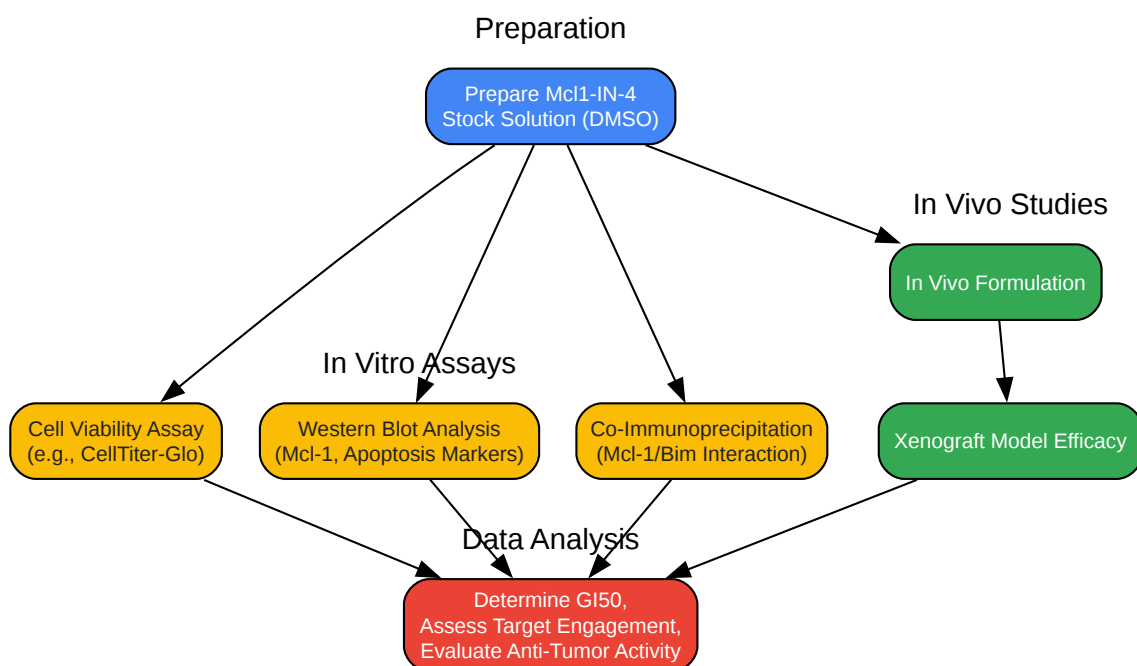 Preparation
Prepare Mcl1-IN-4
Stock Solution (DMSO)
In Vivo Studies
In Vivo Formulation
In Vitro Assays
Cell Viability Assay
(e.g., CellTiter-Glo)
Western Blot Analysis
(Mcl-1, Apoptosis Markers)
Co-Immunoprecipitation
(Mcl-1/Bim Interaction)
Xenograft Model Efficacy
Data Analysis
Determine GI50,
Assess Target Engagement,
Evaluate Anti-Tumor Activity